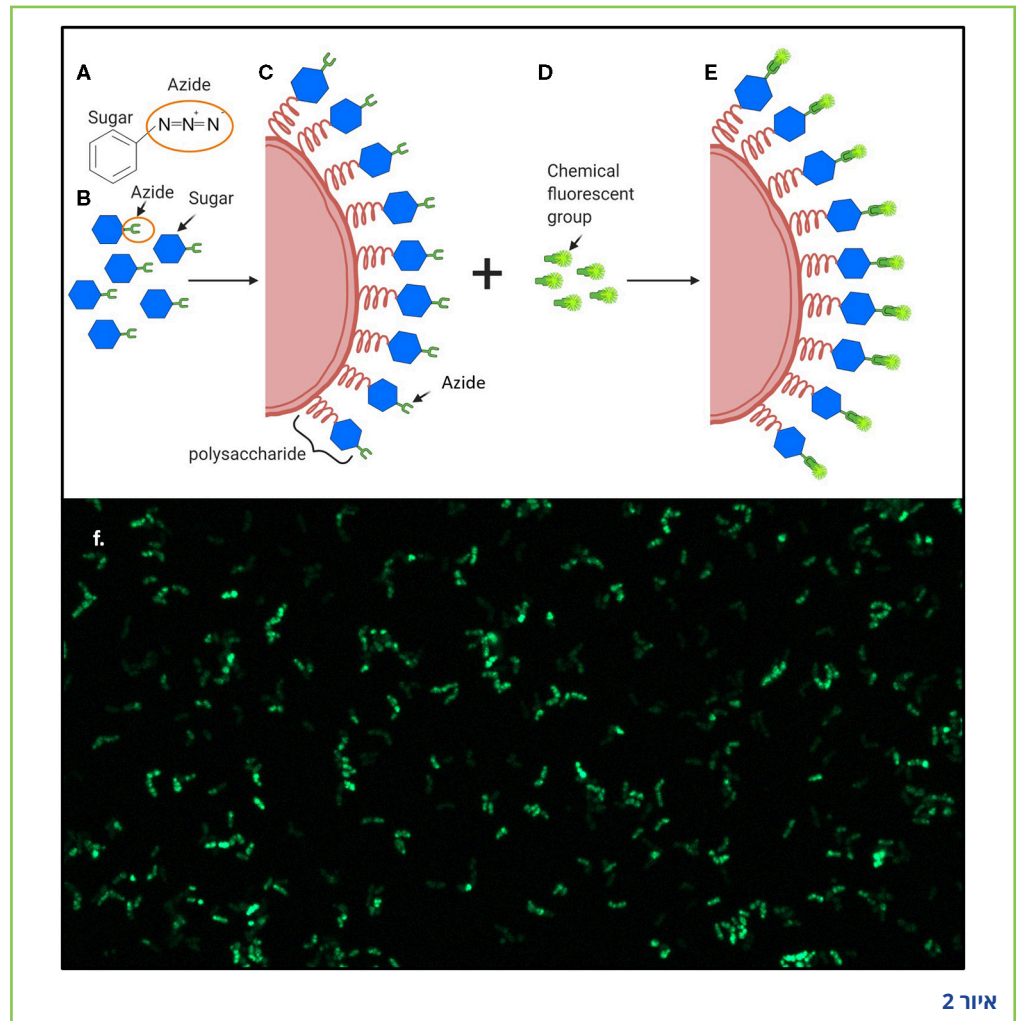 A
Azide
Sugar
N=N=N
+
-
B
Azide
Sugar
C
Azide
polysaccharide
+
D
Chemical
fluorescent
group
E
f.
איור 2